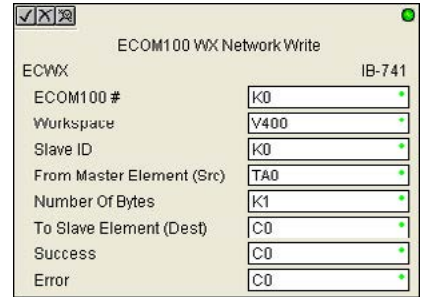 ECOM100 WX Network Write
ECWX IB-741
ECOM100 # K0
Workspace V400
Slave ID K0
From Master Element (Src) TA0
Number Of Bytes K1
To Slave Element (Dest) C0
Success C0
Error C0